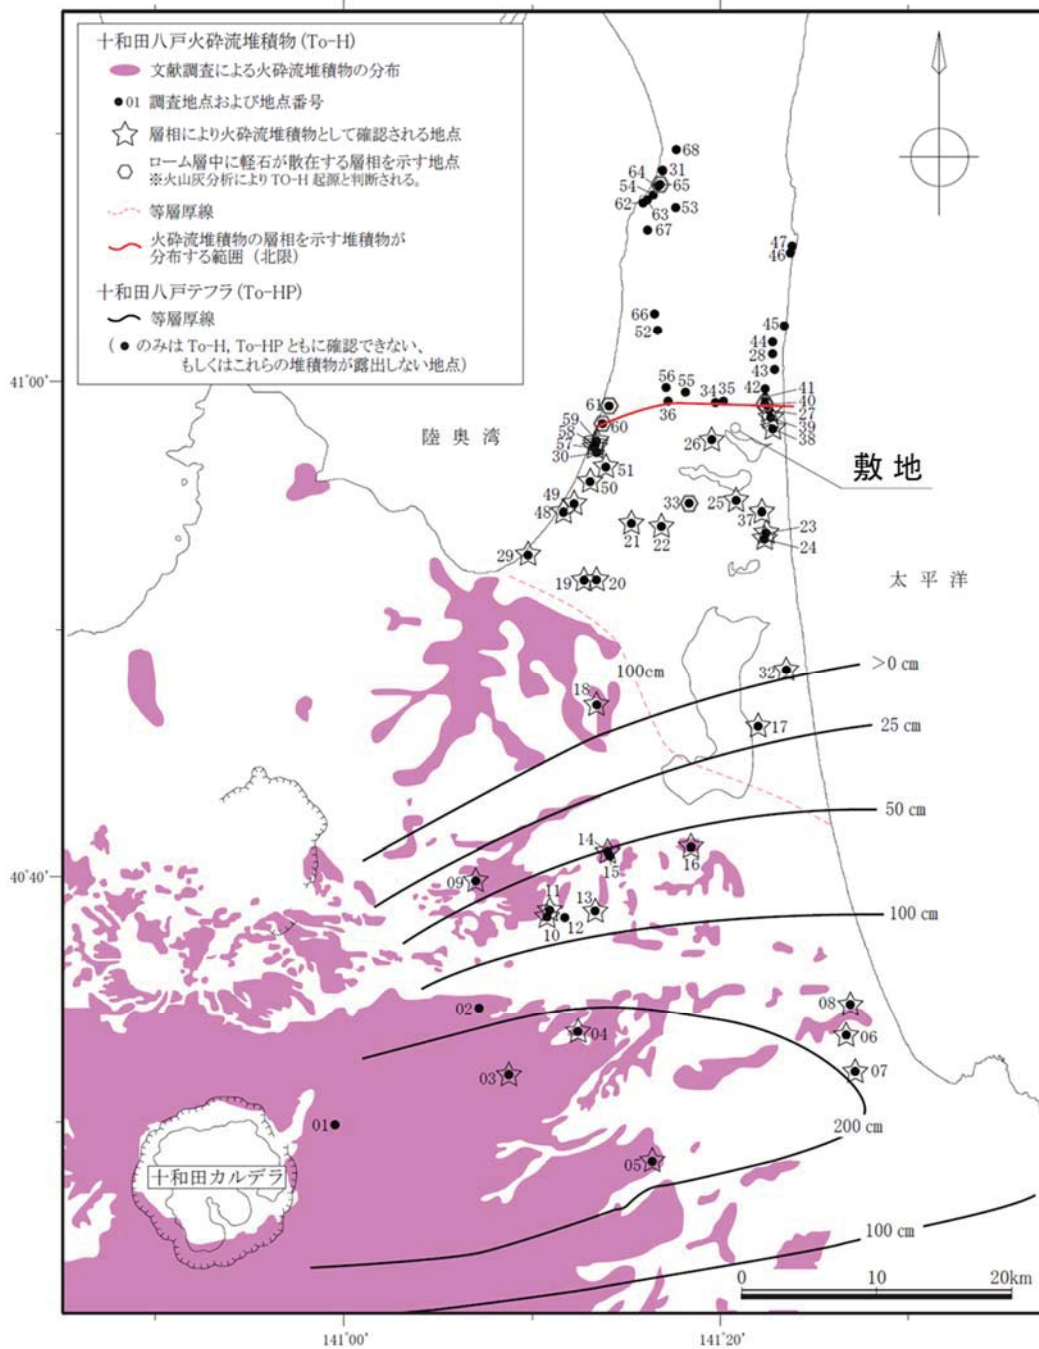 十和田八戸火砕流堆積物 (To-H)
文献調査による火砕流堆積物の分布
01 調査地点および地点番号
層相により火砕流堆積物として確認される地点
ローム層中に軽石が散在する層相を示す地点
※火山灰分析によりTO-H起源と判断される。
等層厚線
火砕流堆積物の層相を示す堆積物が
分布する範囲（北限）
十和田八戸テフラ (To-HP)
等層厚線
（ ● のみは To-H, To-HP ともに確認できない、
もしくはこれらの堆積物が露出しない地点）
68
31
64
65
54
62
63
53
67
47
46
66
52
45
44
28
43
41°00'
56
55
34
35
42
41
40
61
36
27
59
60
39
58
38
57
26
30
陸奥湾
敷地
51
50
49
33
25
48
37
23
21
22
24
29
19
20
太平洋
100cm
>0 cm
32
18
17
25 cm
50 cm
14
15
16
40°40'
09
11
13
10
12
100 cm
02
08
04
06
03
07
01
200 cm
05
十和田カルデラ
100 cm
0 10 20km
141°00' 141°20'